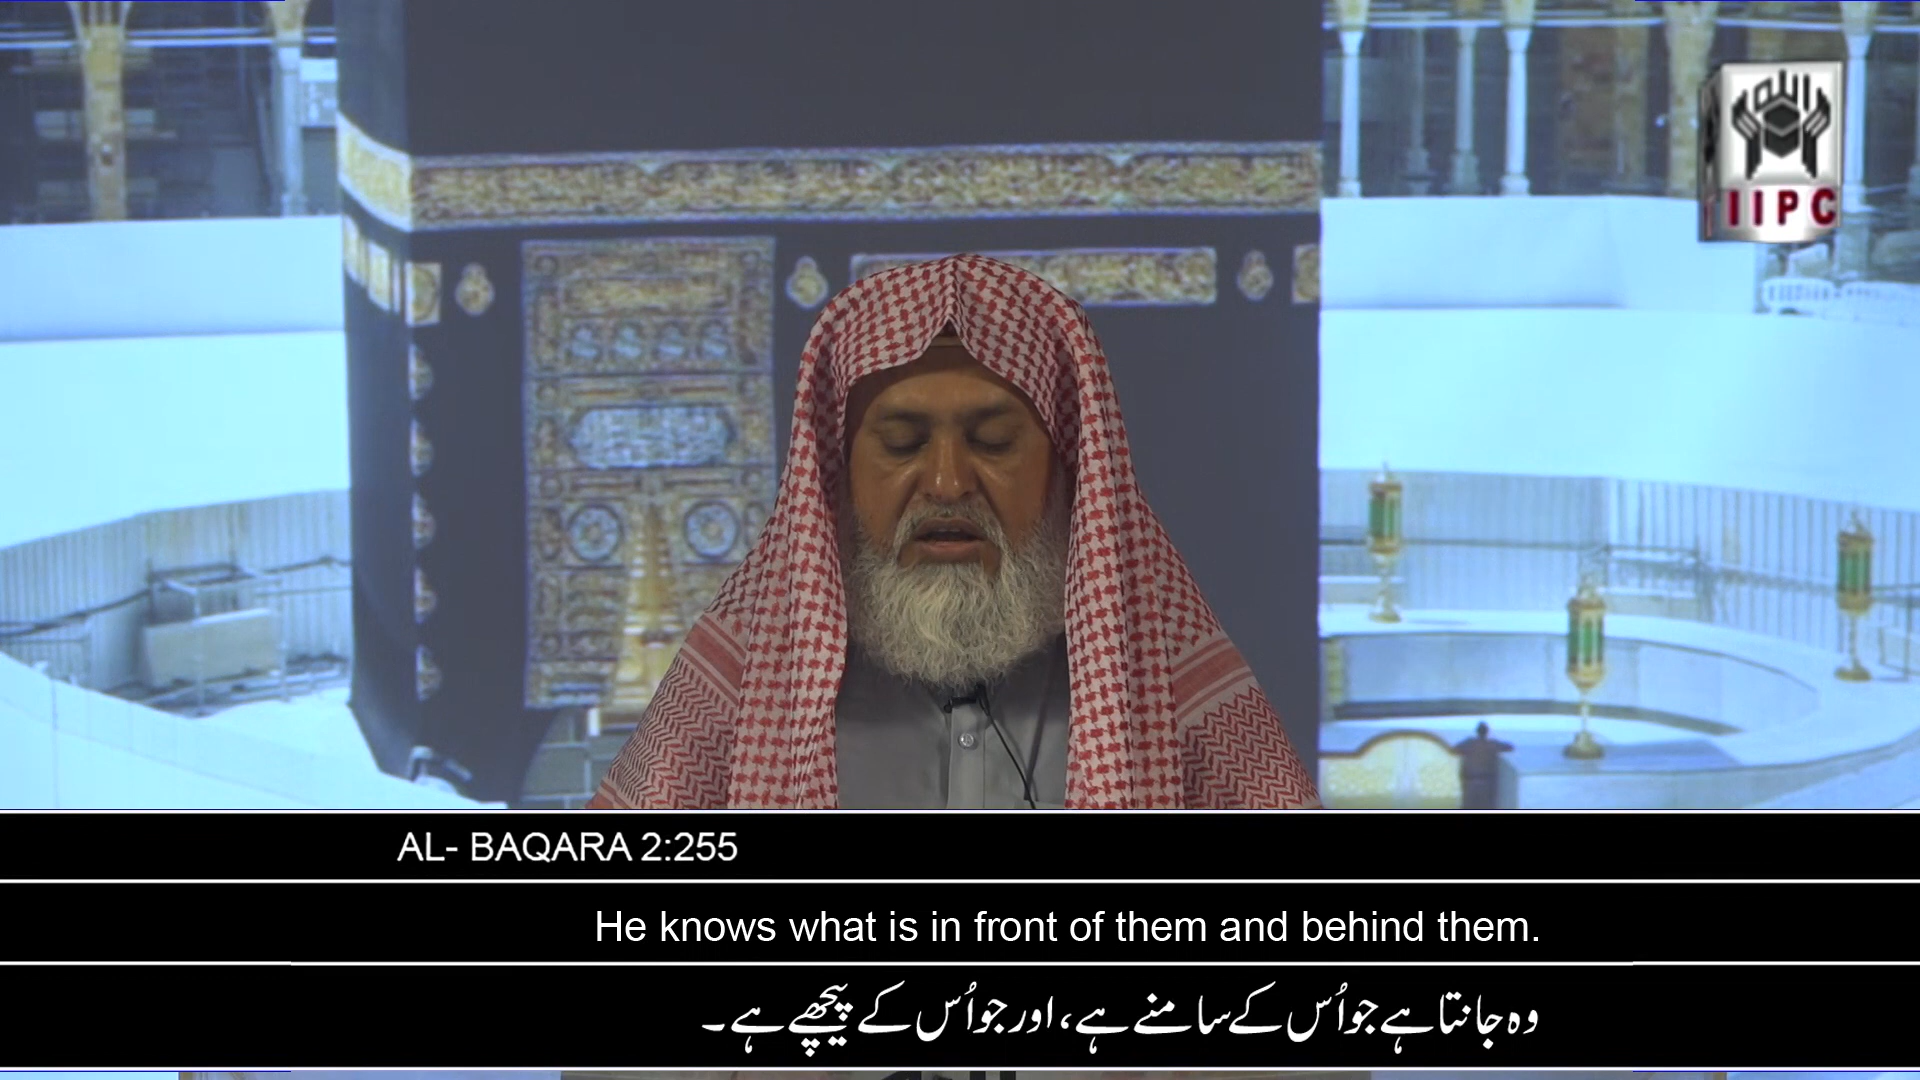 الله
IIPC
AL- BAQARA 2:255
He knows what is in front of them and behind them.
وہ جانتا ہے جو اُس کے سامنے ہے، اور جو اُس کے پیچھے ہے۔